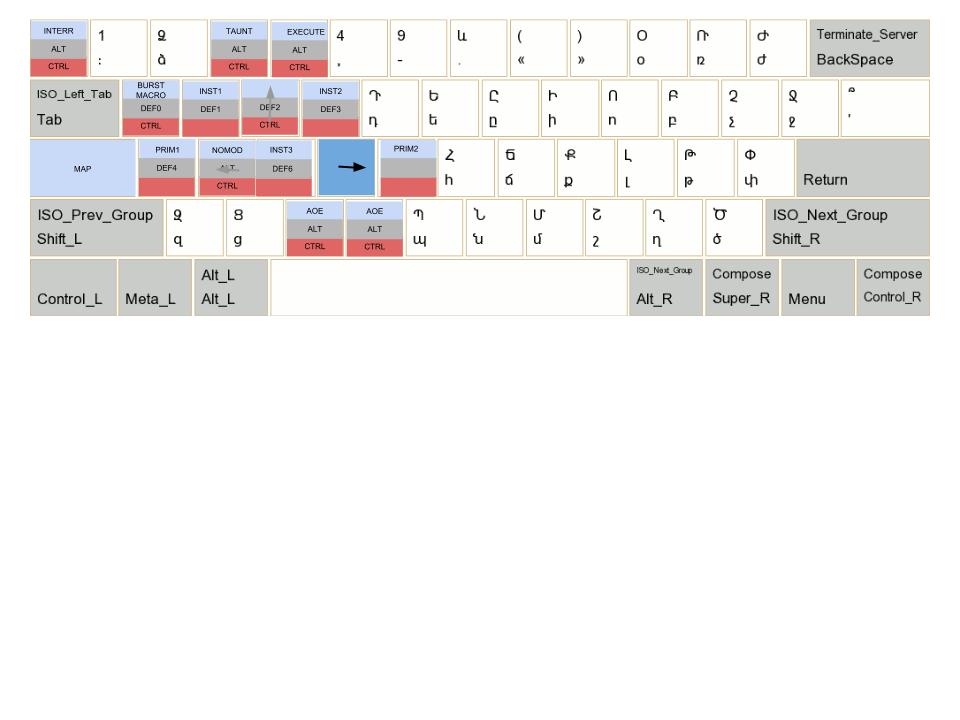 INTERR
ALT
CTRL
1
:
Ձ
ձ
TAUNT
ALT
CTRL
EXECUTE
ALT
CTRL
4
,
9
-
և
.
(
«
)
»
Օ
օ
Ռ
ռ
Ժ
ժ
Terminate_Server
BackSpace
ISO_Left_Tab
Tab
BURST
MACRO
DEF0
CTRL
INST1
DEF1
DEF2
CTRL
INST2
DEF3
Դ
դ
Ե
ե
Ը
ը
Ի
ի
Ո
ո
Բ
բ
Չ
չ
Ջ
ջ
՞
՛
MAP
PRIM1
DEF4
NOMOD
CTRL
INST3
DEF6
PRIM2
Հ
հ
Ճ
ճ
Ք
ք
Լ
լ
Թ
թ
Փ
փ
Return
ISO_Prev_Group
Shift_L
Զ
զ
Ց
ց
AOE
ALT
CTRL
AOE
ALT
CTRL
Պ
պ
Ն
ն
Մ
մ
Շ
շ
Ղ
ղ
Ծ
ծ
ISO_Next_Group
Shift_R
Control_L
Meta_L
Alt_L
Alt_L
ISO_Next_Group
Alt_R
Compose
Super_R
Menu
Compose
Control_R